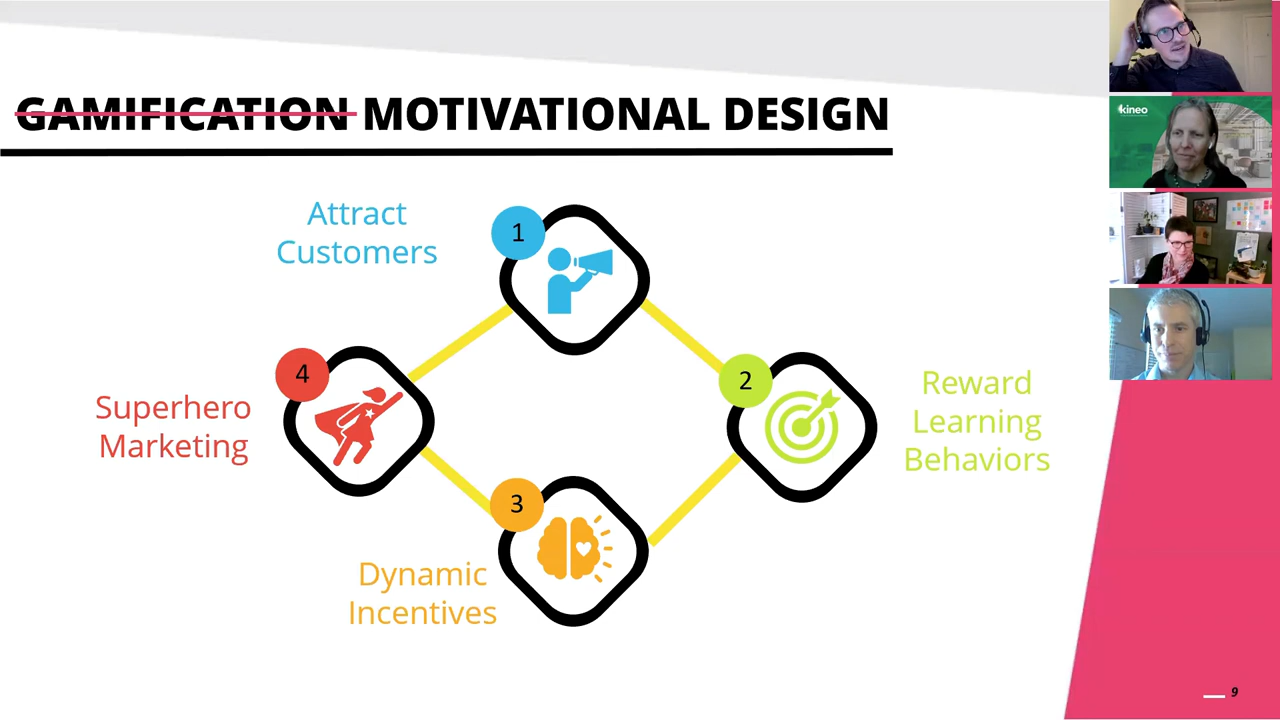 GAMIFICATION MOTIVATIONAL DESIGN
Attract
Customers
1
2
Reward
Learning
Behaviors
3
Dynamic
Incentives
4
Superhero
Marketing
kineo
9